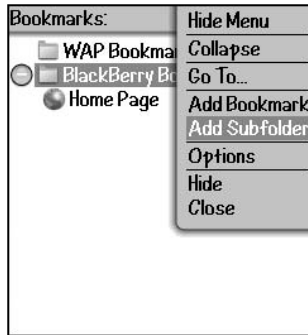 Bookmarks:
WAP Bookma
BlackBerry Bo
Home Page
Hide Menu
Collapse
Go To...
Add Bookmark
Add Subfolder
Options
Hide
Close